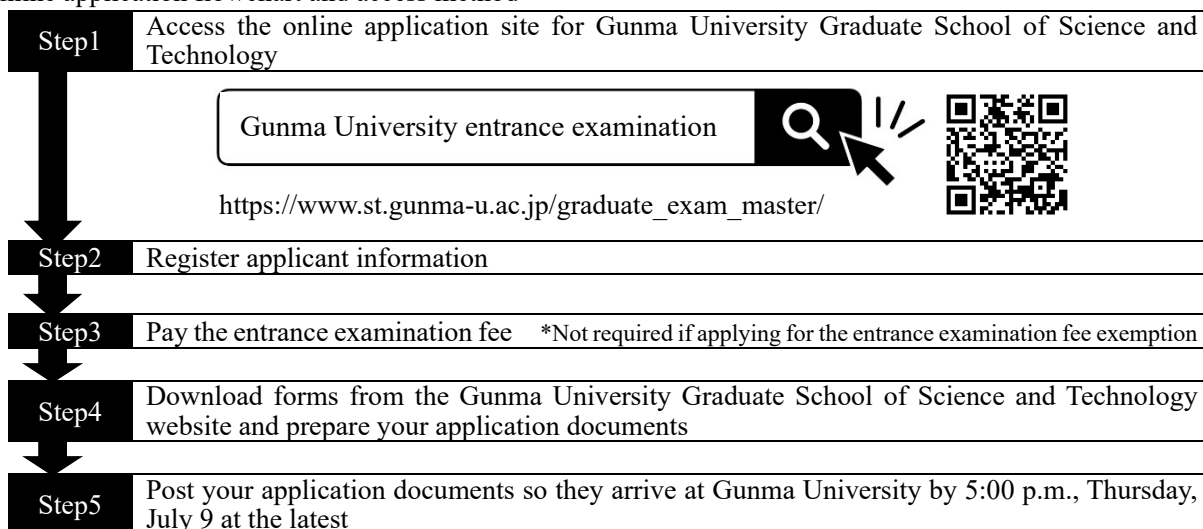 Step1
Access the online application site for Gunma University Graduate School of Science and
Technology
Gunma University entrance examination
https://www.st.gunma-u.ac.jp/graduate_exam_master/
Step2
Register applicant information
Step3
Pay the entrance examination fee *Not required if applying for the entrance examination fee exemption
Step4
Download forms from the Gunma University Graduate School of Science and Technology
website and prepare your application documents
Step5
Post your application documents so they arrive at Gunma University by 5:00 p.m., Thursday,
July 9 at the latest